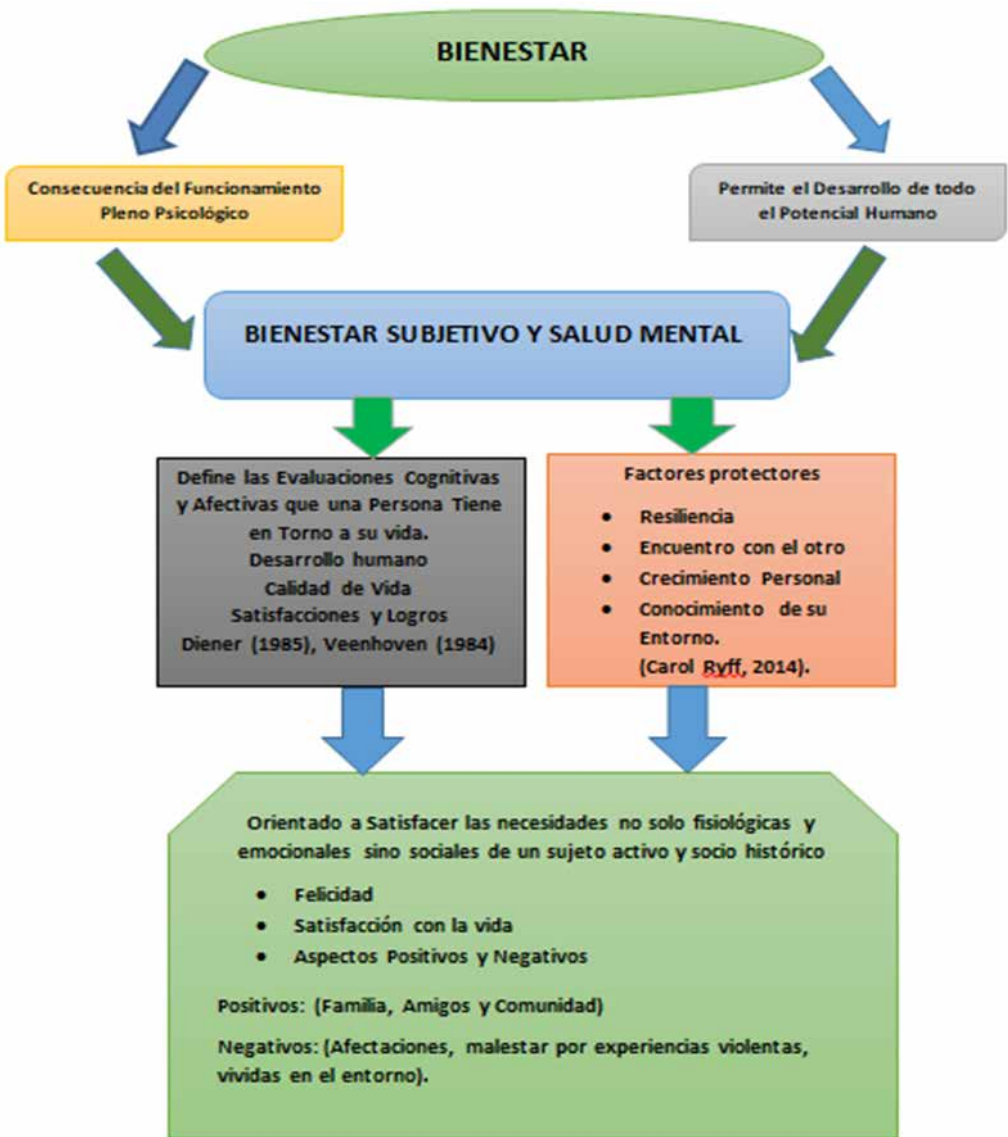 BIENESTAR
Consecuencia del Funcionamiento
Pleno Psicológico
Permite el Desarrollo de todo
el Potencial Humano
BIENESTAR SUBJETIVO Y SALUD MENTAL
Define las Evaluaciones Cognitivas
y Afectivas que una Persona Tiene
en Torno a su vida.
Desarrollo humano
Calidad de Vida
Satisfacciones y Logros
Diener (1985), Veenhoven (1984)
Factores protectores
• Resiliencia
• Encuentro con el otro
• Crecimiento Personal
• Conocimiento de su
Entorno.
(Carol Ryff, 2014).
Orientado a Satisfacer las necesidades no solo fisiológicas y
emocionales sino sociales de un sujeto activo y socio histórico
• Felicidad
• Satisfacción con la vida
• Aspectos Positivos y Negativos
Positivos: (Familia, Amigos y Comunidad)
Negativos: (Afectaciones, malestar por experiencias violentas,
vividas en el entorno).